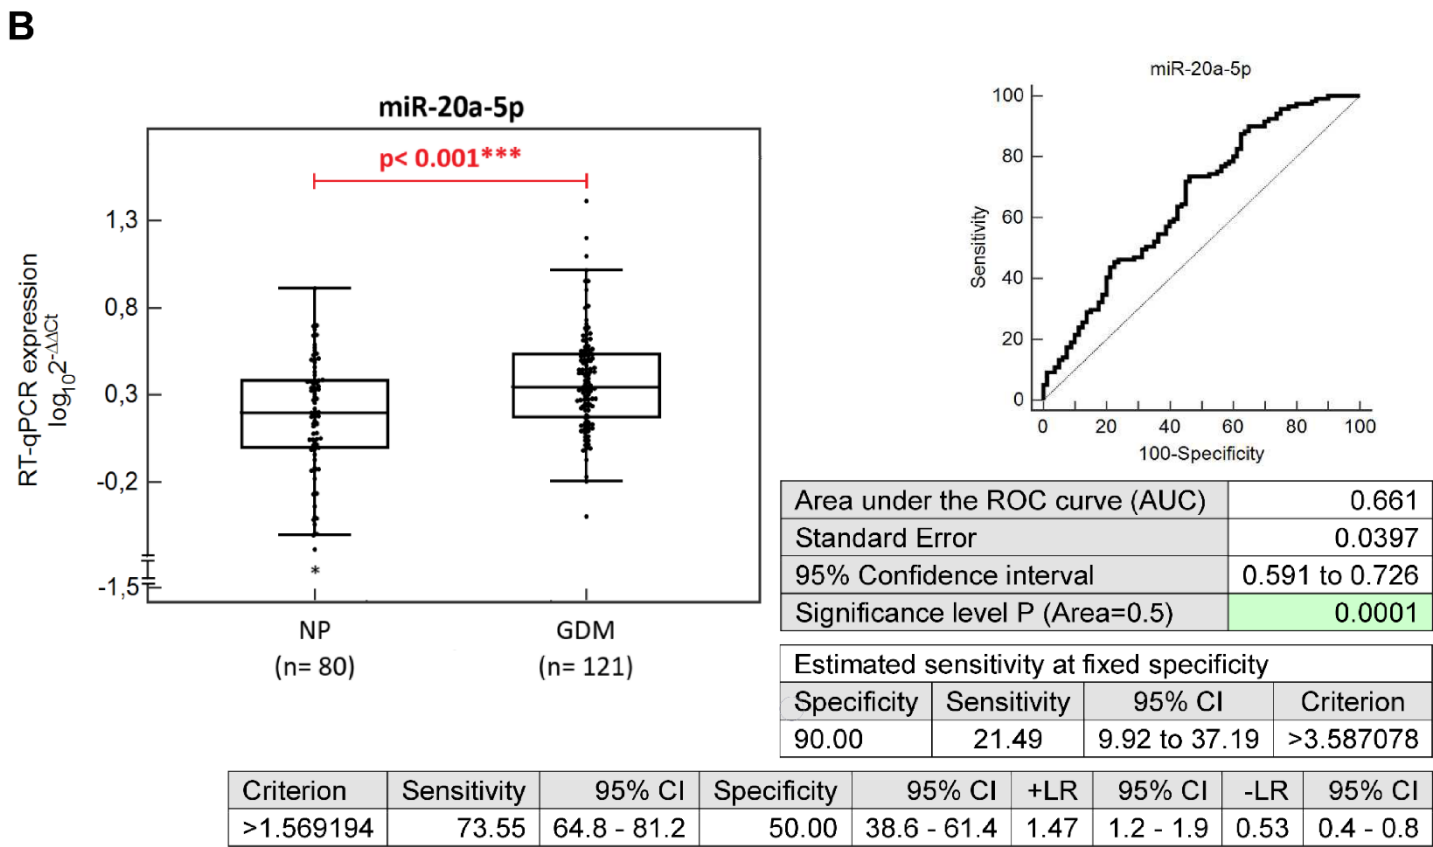 B
miR-20a-5p
p< 0.001***
1,3
0,8
0,3
-0,2
-1,5
RT-qPCR expression
log₁₀2^-ΔΔCt
*
NP
(n= 80)
GDM
(n= 121)
miR-20a-5p
100
80
60
40
20
0
Sensitivity
0 20 40 60 80 100
100-Specificity
Area under the ROC curve (AUC) 0.661
Standard Error 0.0397
95% Confidence interval 0.591 to 0.726
Significance level P (Area=0.5) 0.0001
Estimated sensitivity at fixed specificity
Specificity Sensitivity 95% CI Criterion
90.00 21.49 9.92 to 37.19 >3.587078
Criterion Sensitivity 95% CI Specificity 95% CI +LR 95% CI -LR 95% CI
>1.569194 73.55 64.8 - 81.2 50.00 38.6 - 61.4 1.47 1.2 - 1.9 0.53 0.4 - 0.8